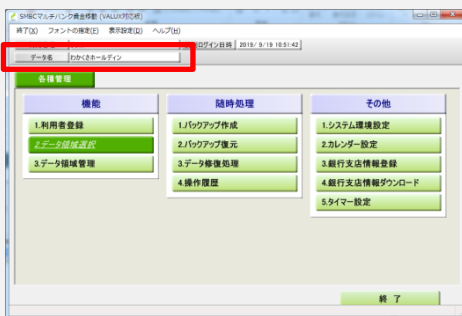 SMBCマルチバンク資金移動 (VALUX対応版)
終了(X) フォントの指定(F) 表示設定(D) ヘルプ(H)
ログイン日時 2019/ 9/19 10:51:42
データ名 わかくさホールディン
各種管理
機能
1.利用者登録
2.データ領域選択
3.データ領域管理
随時処理
1.バックアップ作成
2.バックアップ復元
3.データ修復処理
4.操作履歴
その他
1.システム環境設定
2.カレンダー設定
3.銀行支店情報登録
4.銀行支店情報ダウンロード
5.タイマー設定
終 了